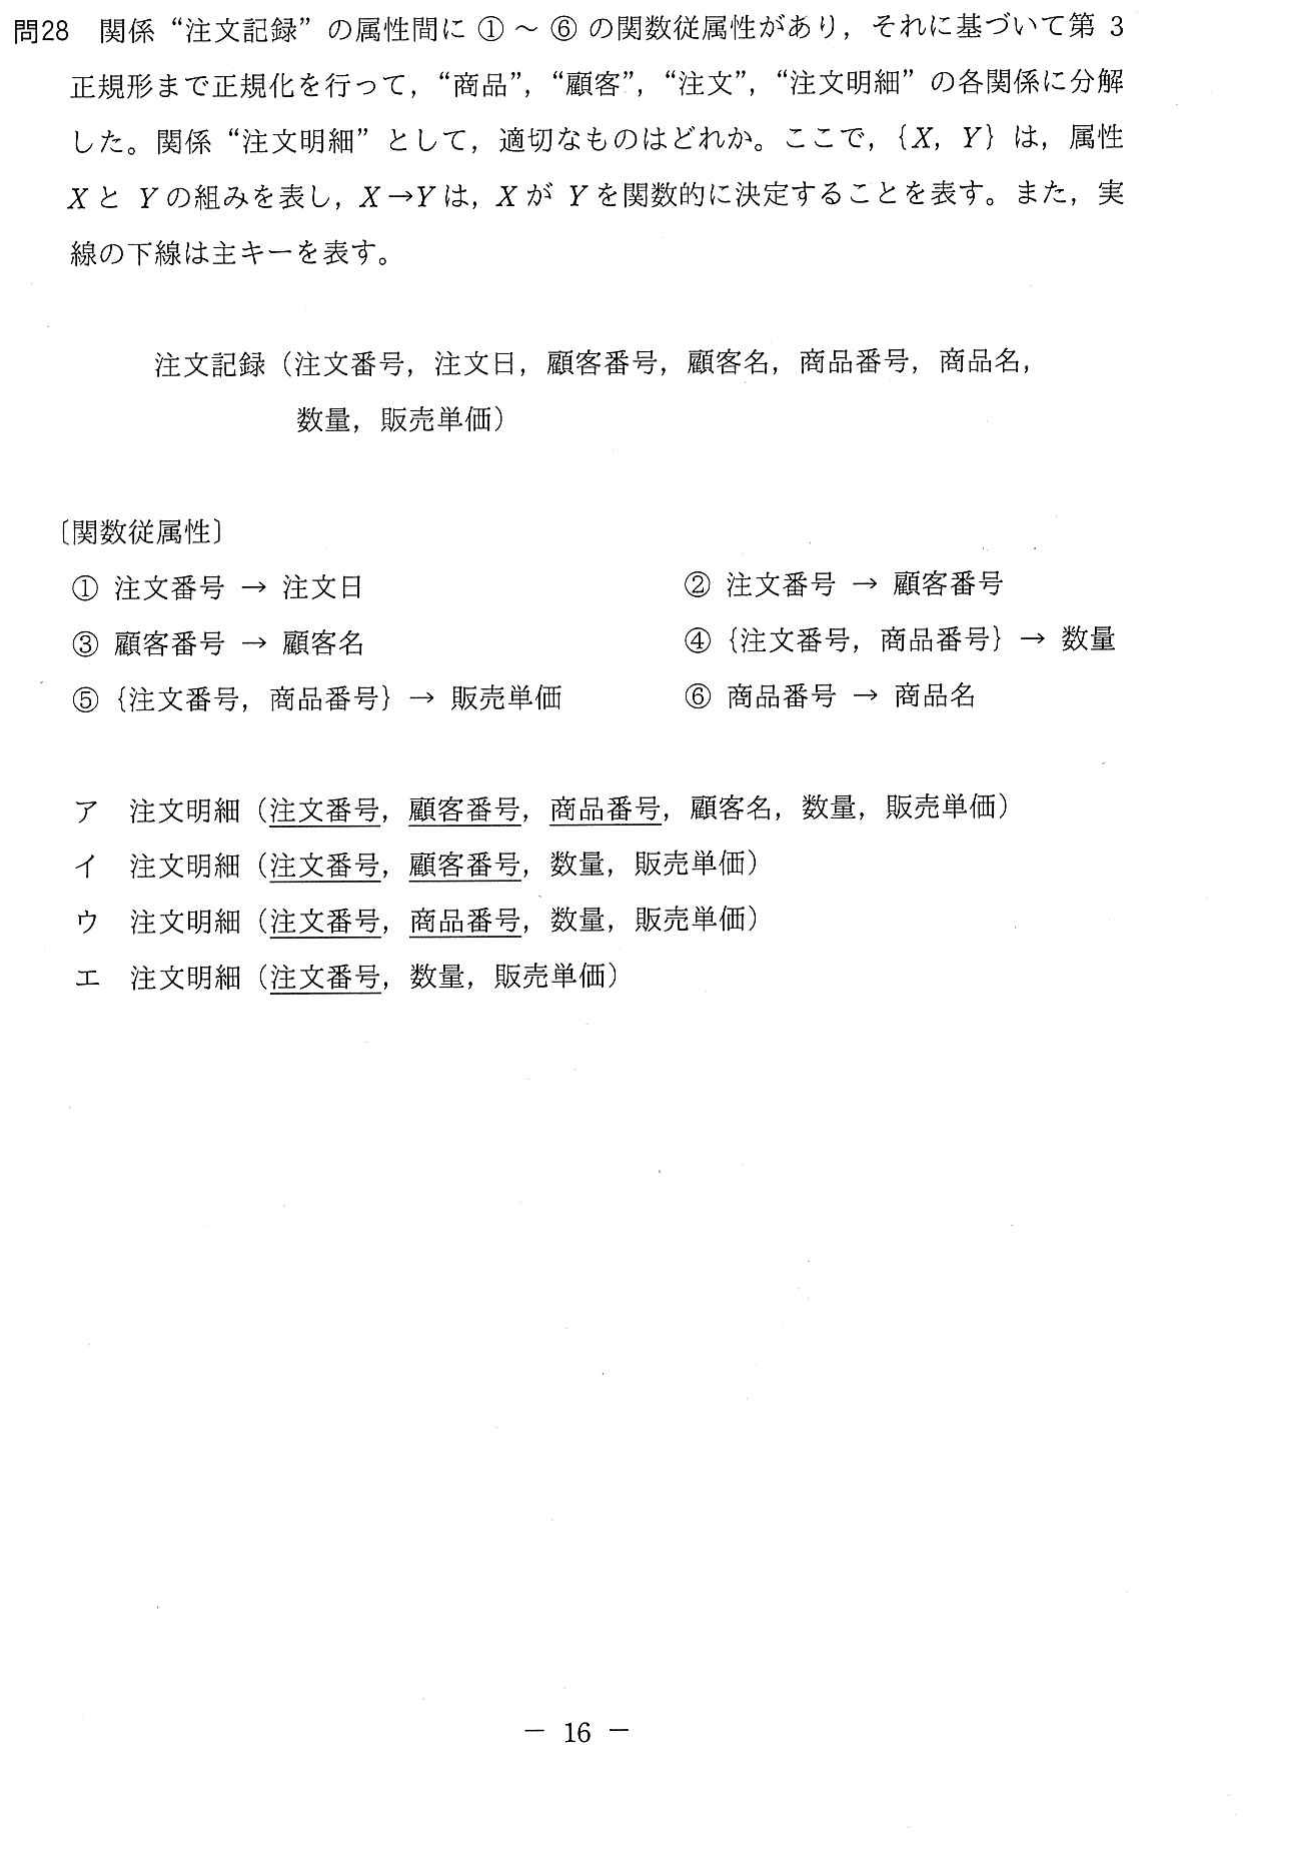 問28 関係“注文記録”の属性間に ① ～ ⑥ の関数従属性があり，それに基づいて第 3
正規形まで正規化を行って，“商品”，“顧客”，“注文”，“注文明細”の各関係に分解
した。関係“注文明細”として，適切なものはどれか。ここで，{X，Y} は，属性
X と Y の組みを表し，X→Y は，X が Y を関数的に決定することを表す。また，実
線の下線は主キーを表す。
注文記録（注文番号，注文日，顧客番号，顧客名，商品番号，商品名，
数量，販売単価）
〔関数従属性〕
① 注文番号 → 注文日 ② 注文番号 → 顧客番号
③ 顧客番号 → 顧客名 ④ {注文番号，商品番号} → 数量
⑤ {注文番号，商品番号} → 販売単価 ⑥ 商品番号 → 商品名
ア 注文明細（注文番号，顧客番号，商品番号，顧客名，数量，販売単価）
イ 注文明細（注文番号，顧客番号，数量，販売単価）
ウ 注文明細（注文番号，商品番号，数量，販売単価）
エ 注文明細（注文番号，数量，販売単価）
－ 16 －